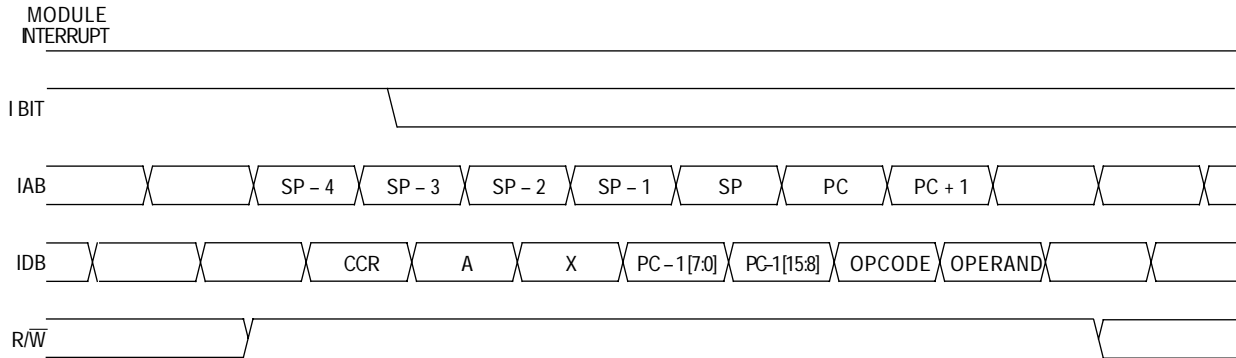 MODULE
INTERRUPT
I BIT
IAB SP – 4 SP – 3 SP – 2 SP – 1 SP PC PC + 1
IDB CCR A X PC – 1 [7:0] PC–1 [15:8] OPCODE OPERAND
R/W̅